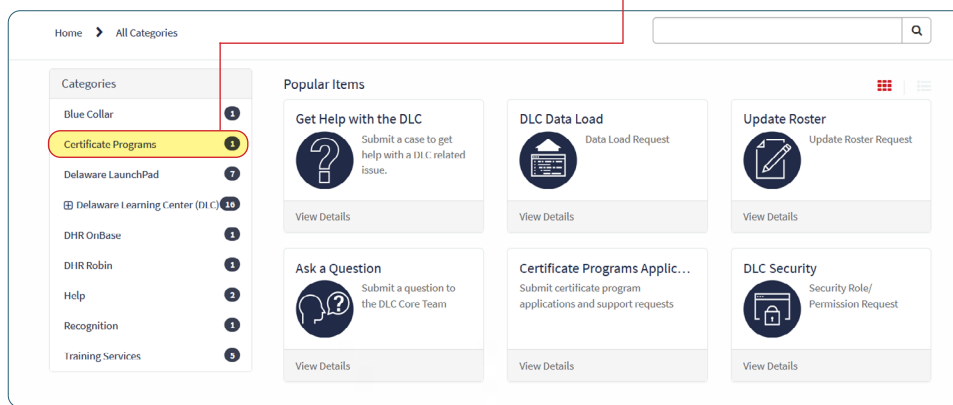 Home > All Categories
Categories
Blue Collar 1
Certificate Programs 1
Delaware LaunchPad 7
Delaware Learning Center (DLC) 16
DHR OnBase 1
DHR Robin 1
Help 2
Recognition 1
Training Services 5
Popular Items
Get Help with the DLC
Submit a case to get
help with a DLC related
issue.
View Details
DLC Data Load
Data Load Request
View Details
Update Roster
Update Roster Request
View Details
Ask a Question
Submit a question to
the DLC Core Team
View Details
Certificate Programs Applic...
Submit certificate program
applications and support requests
View Details
DLC Security
Security Role/
Permission Request
View Details